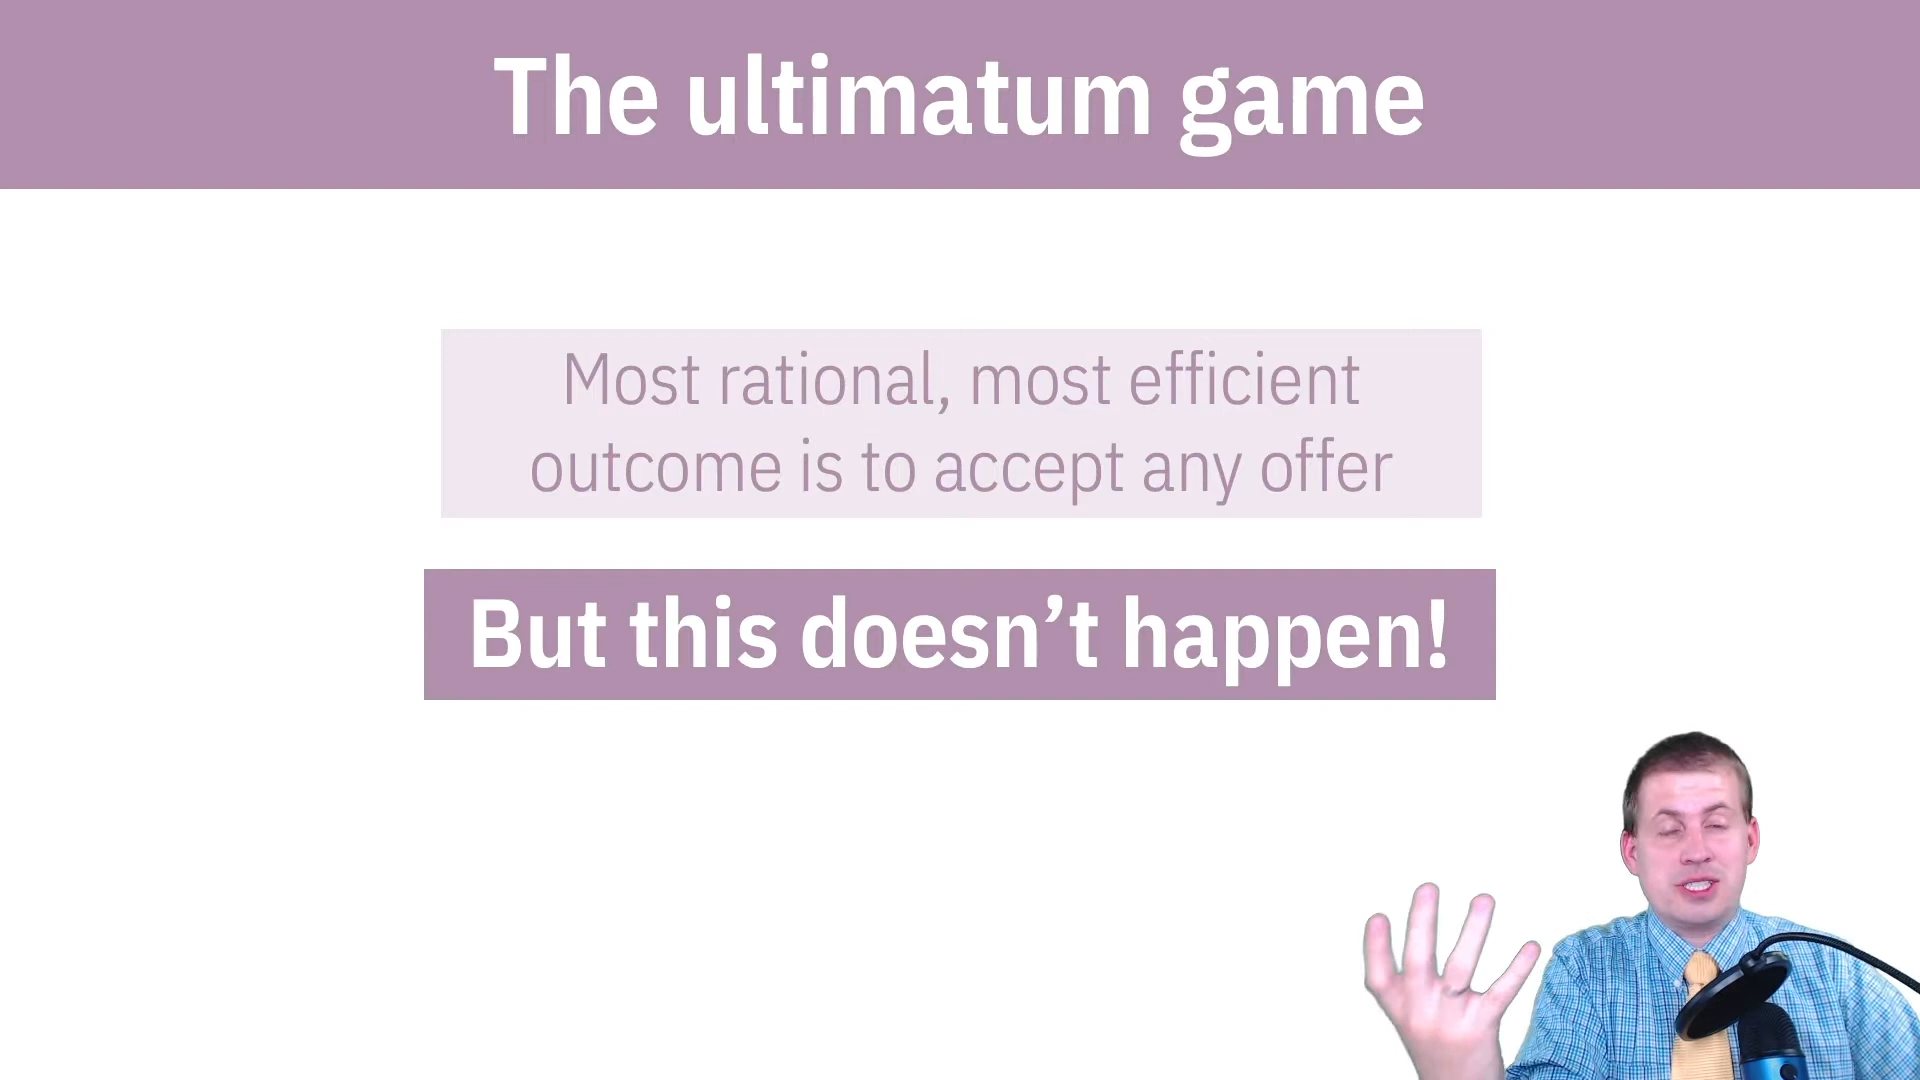 The ultimatum game
Most rational, most efficient
outcome is to accept any offer
But this doesn’t happen!